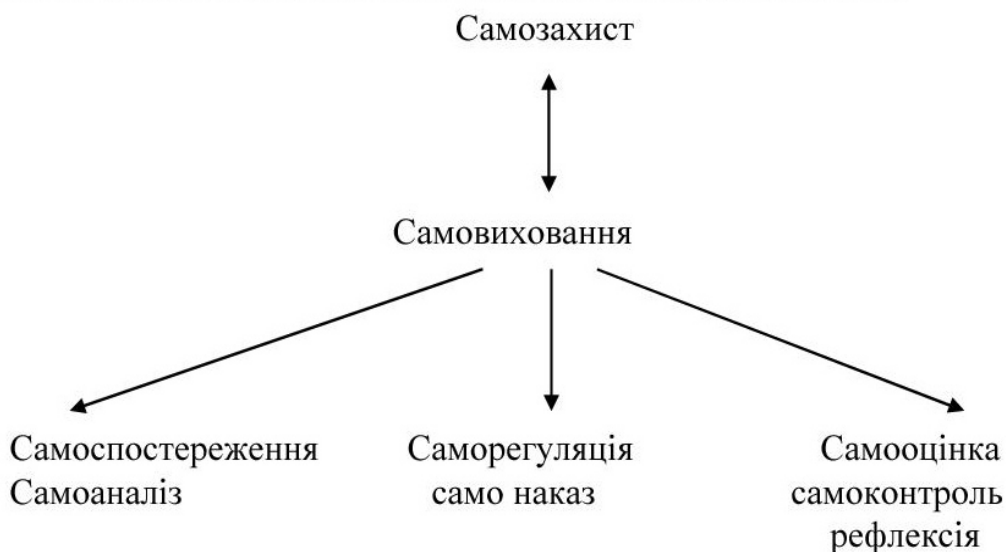 Самозахист
Самовиховання
Самоспостереження
Самоаналіз
Саморегуляція
само наказ
Самооцінка
самоконтроль
рефлексія